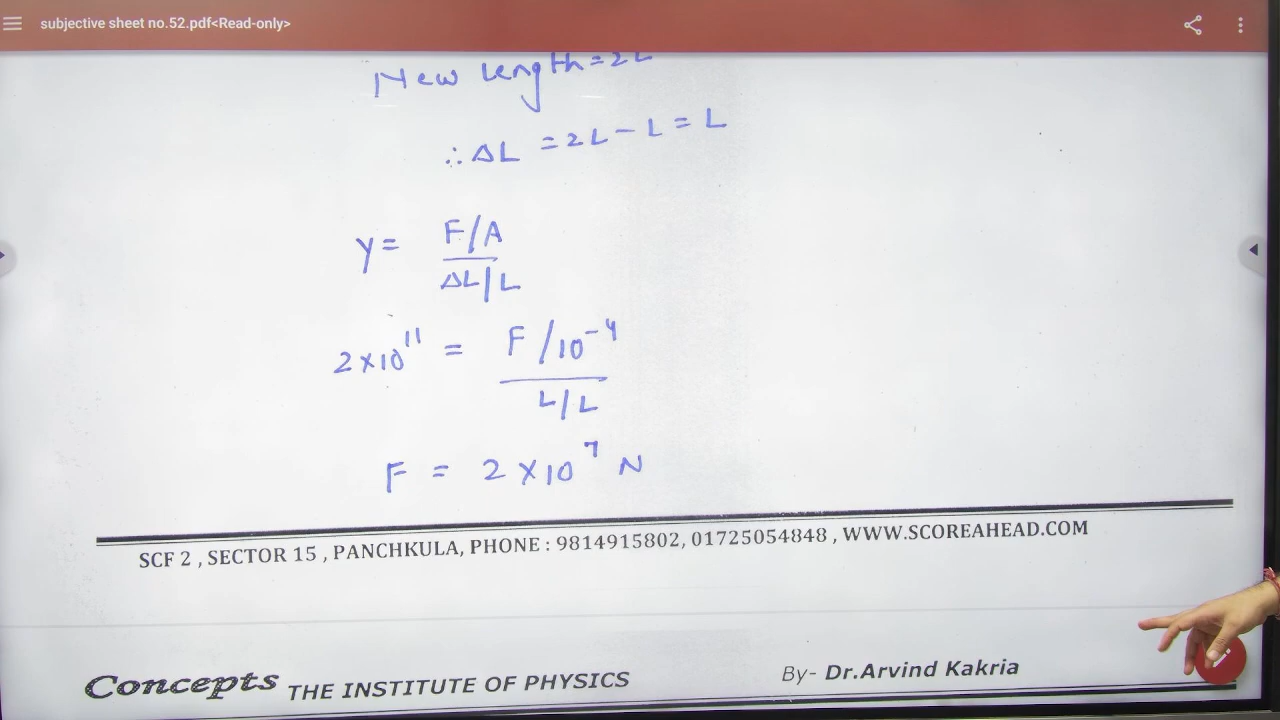 subjective sheet no.52.pdf<Read-only>
New length = 2L
∴ ΔL = 2L - L = L
Y = F/A
ΔL/L
2×10¹¹ = F/10⁻⁴
L/L
F = 2×10⁷ N
SCF 2 , SECTOR 15 , PANCHKULA, PHONE : 9814915802, 01725054848 , WWW.SCOREAHEAD.COM
Concepts THE INSTITUTE OF PHYSICS By- Dr.Arvind Kakria